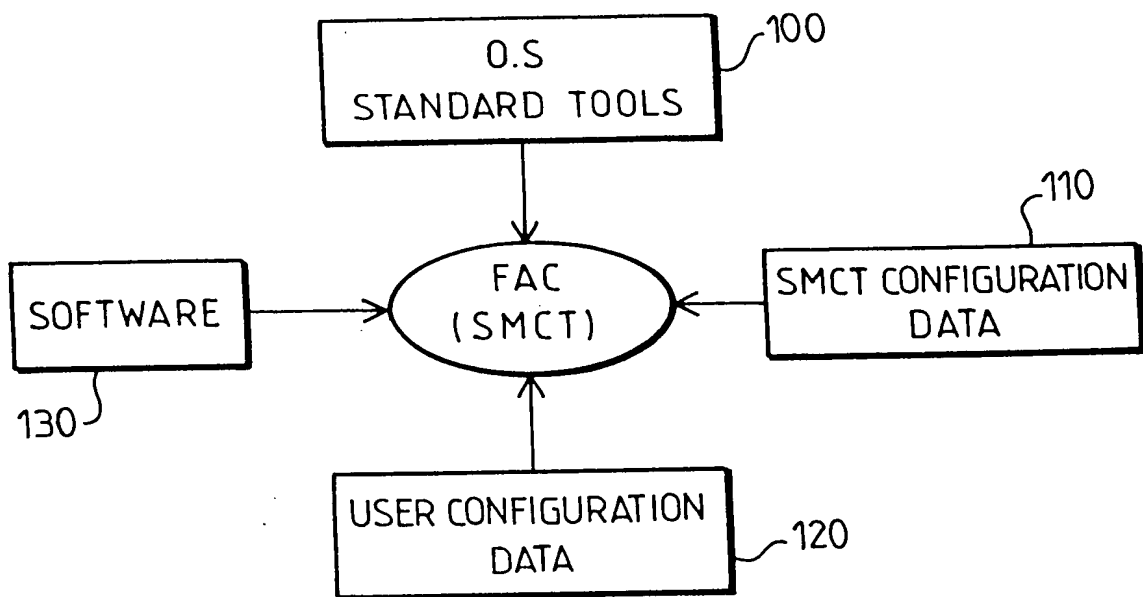 100
O.S
STANDARD TOOLS
110
FAC
(SMCT)
SMCT CONFIGURATION
DATA
SOFTWARE
130
USER CONFIGURATION
DATA
120